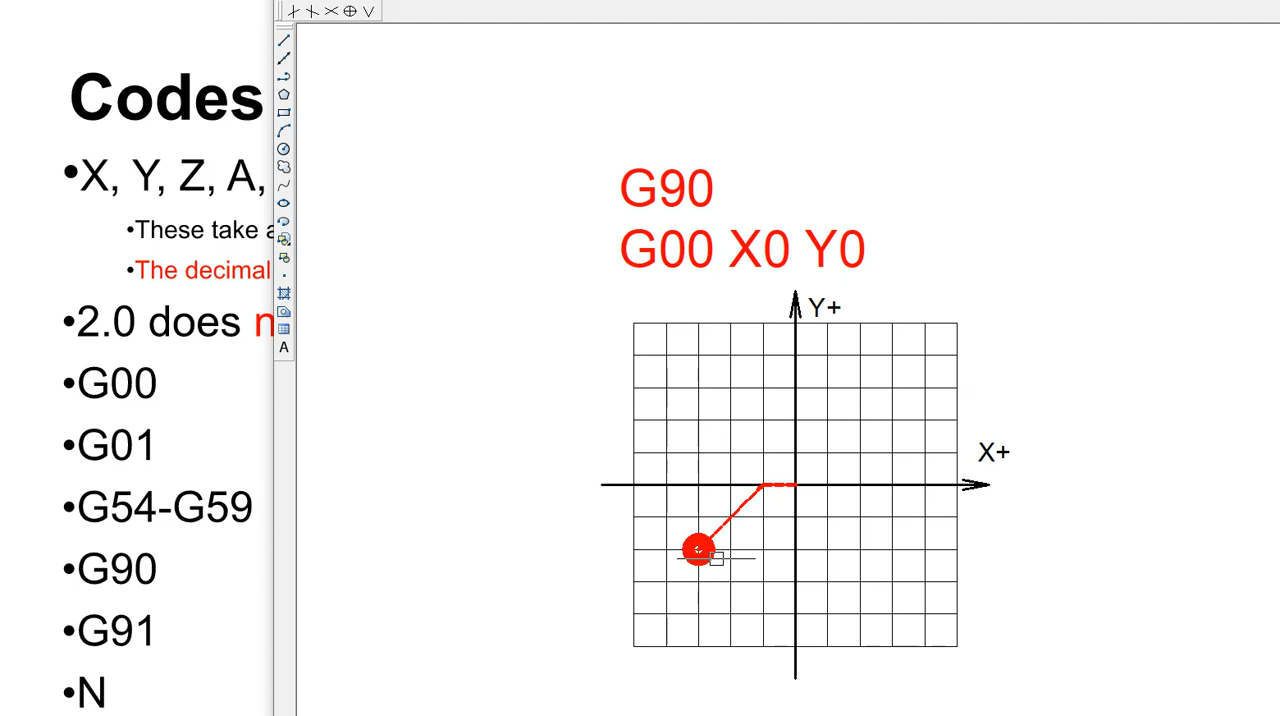 Codes
•X, Y, Z, A,
•These take a
•The decimal
•2.0 does n
•G00
•G01
•G54-G59
•G90
•G91
•N
A
G90
G00 X0 Y0
Y+
X+